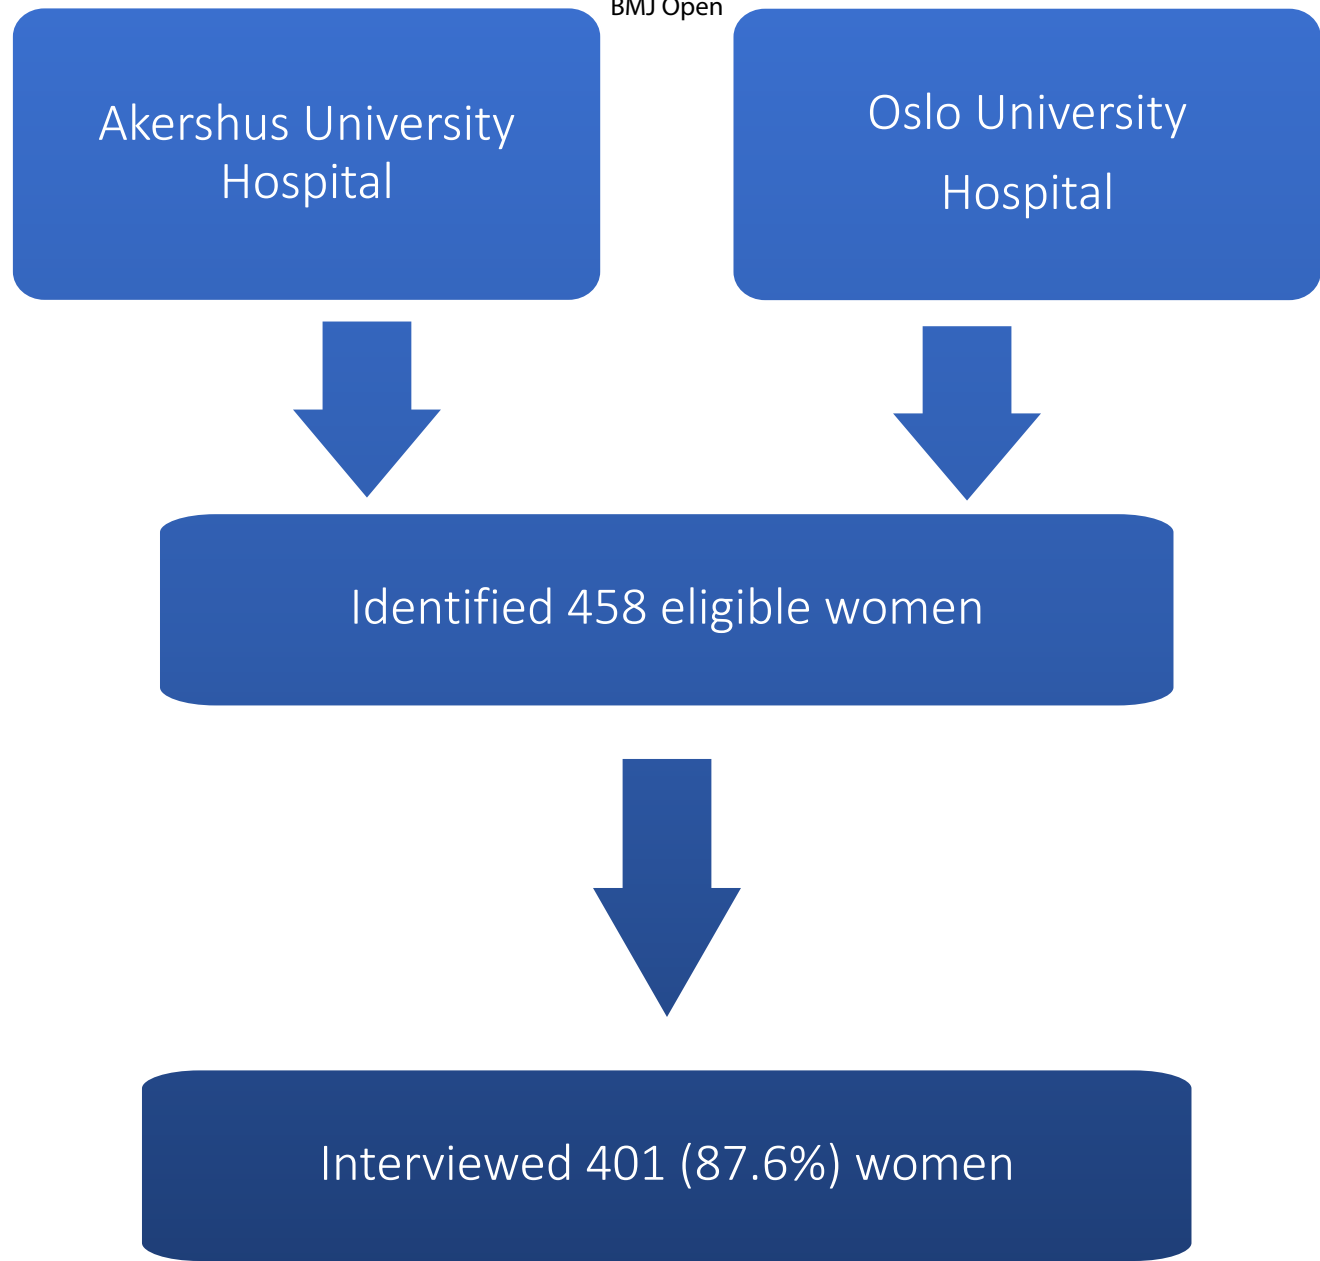 BMJ Open
Akershus University
Hospital
Oslo University
Hospital
Identified 458 eligible women
Interviewed 401 (87.6%) women